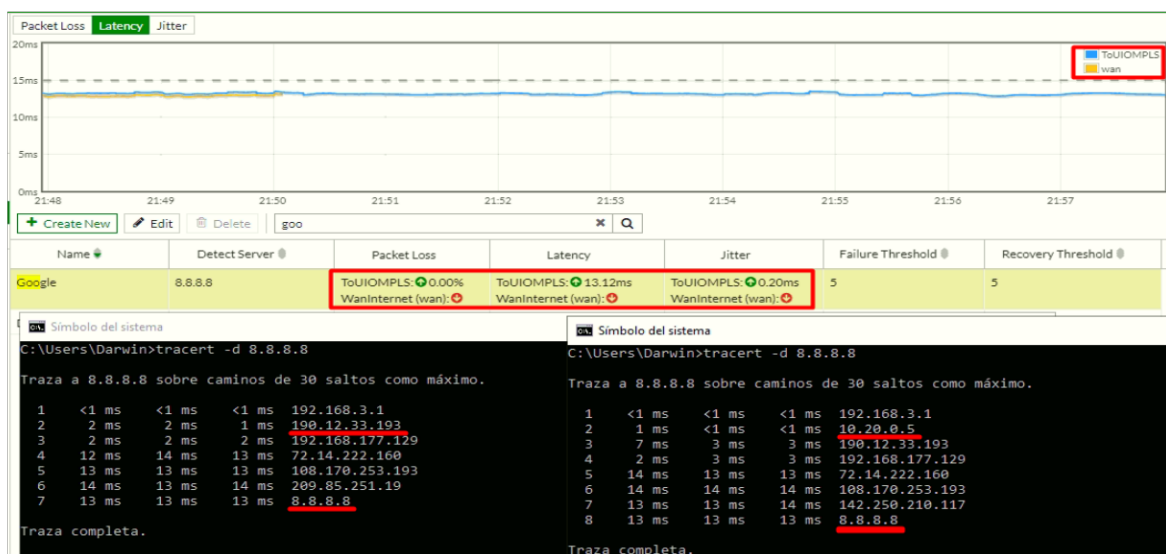 Packet Loss Latency Jitter
20ms
ToUIOMPLS
wan
15ms
10ms
5ms
0ms
21:48 21:49 21:50 21:51 21:52 21:53 21:54 21:55 21:56 21:57
+ Create New Edit Delete goo
Name Detect Server Packet Loss Latency Jitter Failure Threshold Recovery Threshold
Google 8.8.8.8 ToUIOMPLS: 0.00% ToUIOMPLS: 13.12ms ToUIOMPLS: 0.20ms 5 5
WanInternet (wan): WanInternet (wan): WanInternet (wan):
Símbolo del sistema
C:\Users\Darwin>tracert -d 8.8.8.8
Traza a 8.8.8.8 sobre caminos de 30 saltos como máximo.
1 <1 ms <1 ms <1 ms 192.168.3.1
2 2 ms 2 ms 1 ms 190.12.33.193
3 2 ms 2 ms 2 ms 192.168.177.129
4 12 ms 14 ms 13 ms 72.14.222.160
5 13 ms 13 ms 13 ms 108.170.253.193
6 14 ms 13 ms 14 ms 209.85.251.19
7 13 ms 13 ms 13 ms 8.8.8.8
Traza completa.
Símbolo del sistema
C:\Users\Darwin>tracert -d 8.8.8.8
Traza a 8.8.8.8 sobre caminos de 30 saltos como máximo.
1 <1 ms <1 ms <1 ms 192.168.3.1
2 1 ms <1 ms <1 ms 10.20.0.5
3 7 ms 3 ms 3 ms 190.12.33.193
4 2 ms 3 ms 3 ms 192.168.177.129
5 14 ms 13 ms 13 ms 72.14.222.160
6 14 ms 14 ms 14 ms 108.170.253.193
7 13 ms 13 ms 14 ms 142.250.210.117
8 13 ms 13 ms 13 ms 8.8.8.8
Traza completa.